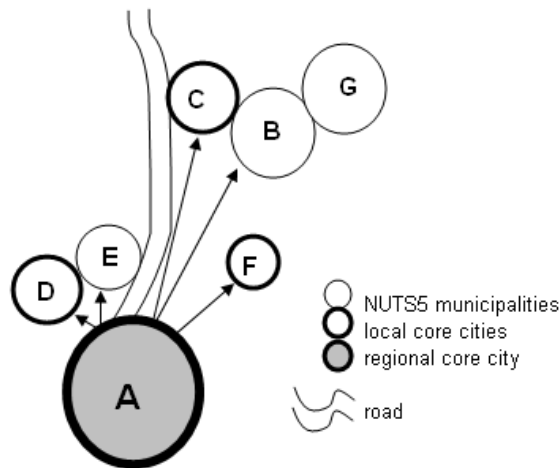 C
B
G
E
D
F
A
NUTS5 municipalities
local core cities
regional core city
road